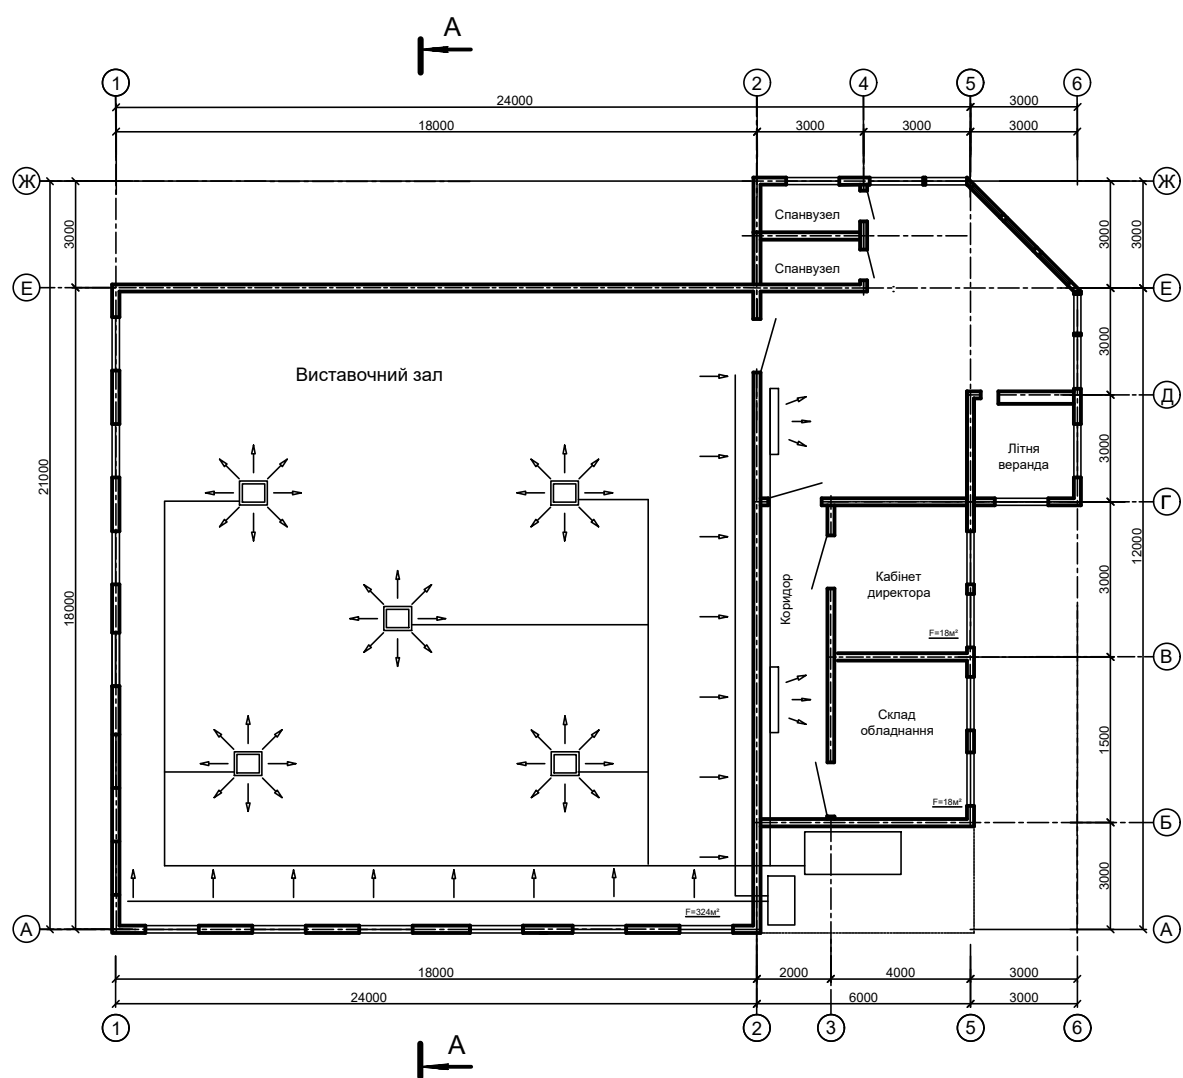 А
1
2
4
5
6
24000
3000
18000
3000
3000
3000
Ж
Ж
3000
Спанвузел
3000
3000
Спанвузел
Е
Е
3000
Виставочний зал
Д
21000
Літня
веранда
3000
Г
12000
18000
Коридор
Кабінет
директора
3000
F=18м²
В
Склад
обладнання
1500
F=18м²
Б
3000
F=324м²
А
А
18000
2000
4000
3000
24000
6000
3000
1
2
3
5
6
А